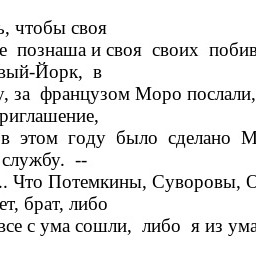 ь, чтобы своя
е познаша и своя своих побив
вый-Йорк, в
у, за французом Моро послали,
риглашение,
в этом году было сделано М
службу. --
.. Что Потемкины, Суворовы, О
ет, брат, либо
все с ума сошли, либо я из ума